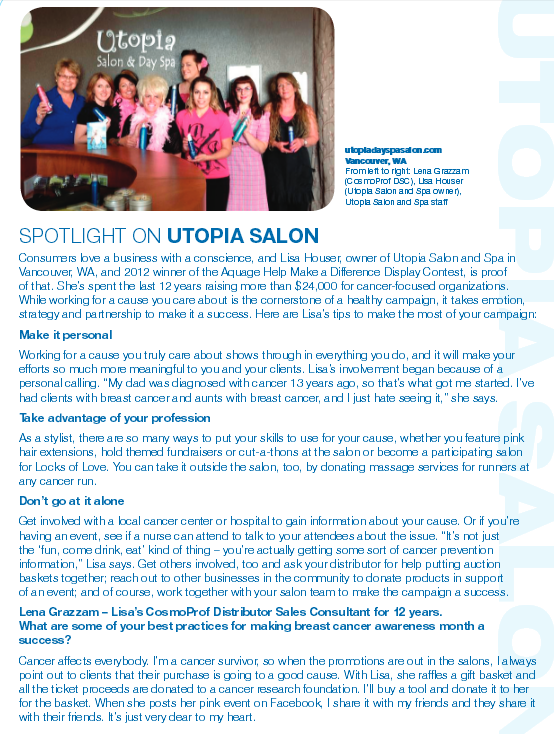 Utopia
Salon & Day Spa
utopiadayspasalon.com
Vancouver, WA
From left to right: Lena Grazzam
(CosmoProf DSC), Lisa Houser
(Utopia Salon and Spa owner),
Utopia Salon and Spa staff
UTOPIA SALON
SPOTLIGHT ON UTOPIA SALON
Consumers love a business with a conscience, and Lisa Houser, owner of Utopia Salon and Spa in
Vancouver, WA, and 2012 winner of the Aquage Help Make a Difference Display Contest, is proof
of that. She's spent the last 12 years raising more than $24,000 for cancer-focused organizations.
While working for a cause you care about is the cornerstone of a healthy campaign, it takes emotion,
strategy and partnership to make it a success. Here are Lisa's tips to make the most of your campaign:
Make it personal
Working for a cause you truly care about shows through in everything you do, and it will make your
efforts so much more meaningful to you and your clients. Lisa's involvement began because of a
personal calling. "My dad was diagnosed with cancer 13 years ago, so that's what got me started. I've
had clients with breast cancer and aunts with breast cancer, and I just hate seeing it," she says.
Take advantage of your profession
As a stylist, there are so many ways to put your skills to use for your cause, whether you feature pink
hair extensions, hold themed fundraisers or cut-a-thons at the salon or become a participating salon
for Locks of Love. You can take it outside the salon, too, by donating massage services for runners at
any cancer run.
Don't go at it alone
Get involved with a local cancer center or hospital to gain information about your cause. Or if you're
having an event, see if a nurse can attend to talk to your attendees about the issue. "It's not just
the 'fun, come drink, eat' kind of thing – you're actually getting some sort of cancer prevention
information," Lisa says. Get others involved, too and ask your distributor for help putting auction
baskets together; reach out to other businesses in the community to donate products in support
of an event; and of course, work together with your salon team to make the campaign a success.
Lena Grazzam – Lisa's CosmoProf Distributor Sales Consultant for 12 years.
What are some of your best practices for making breast cancer awareness month a
success?
Cancer affects everybody. I'm a cancer survivor, so when the promotions are out in the salons, I always
point out to clients that their purchase is going to a good cause. With Lisa, she raffles a gift basket and
all the ticket proceeds are donated to a cancer research foundation. I'll buy a tool and donate it to her
for the basket. When she posts her pink event on Facebook, I share it with my friends and they share it
with their friends. It's just very dear to my heart.